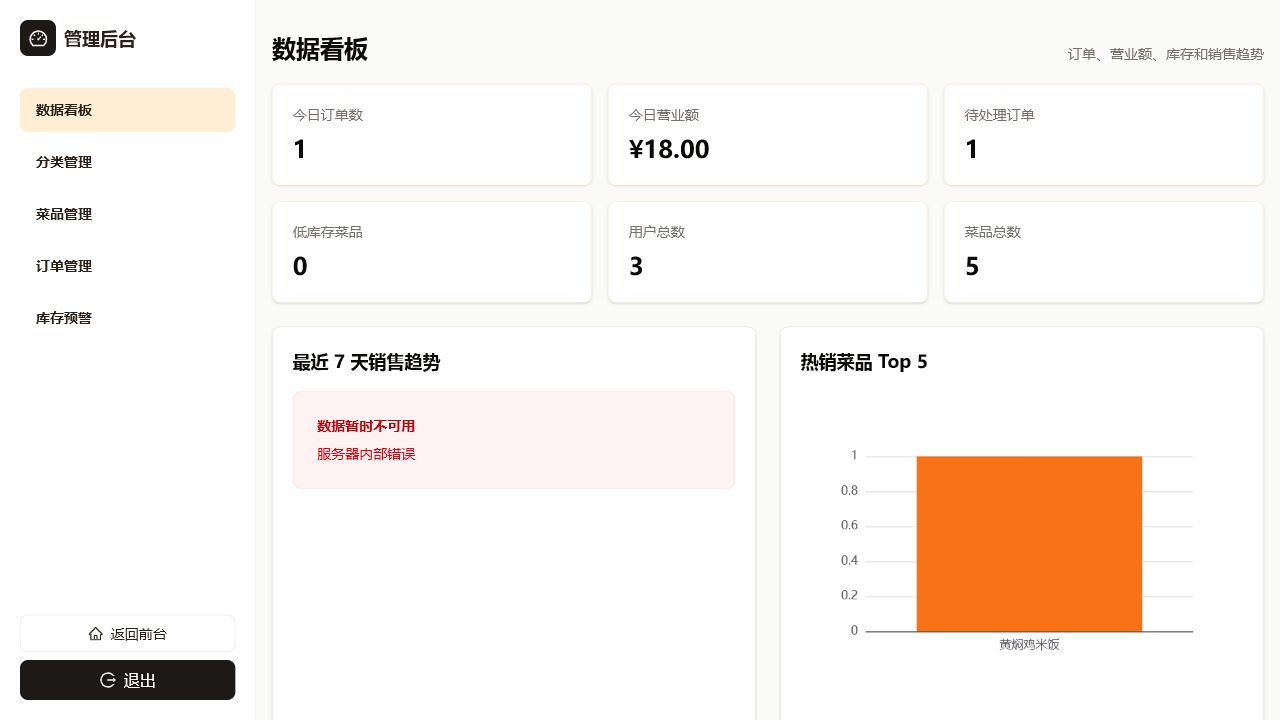 管理后台
数据看板
分类管理
菜品管理
订单管理
库存预警
返回前台
退出
数据看板
订单、营业额、库存和销售趋势
今日订单数
1
今日营业额
¥18.00
待处理订单
1
低库存菜品
0
用户总数
3
菜品总数
5
最近 7 天销售趋势
数据暂时不可用
服务器内部错误
热销菜品 Top 5
1
0.8
0.6
0.4
0.2
0
黄焖鸡米饭